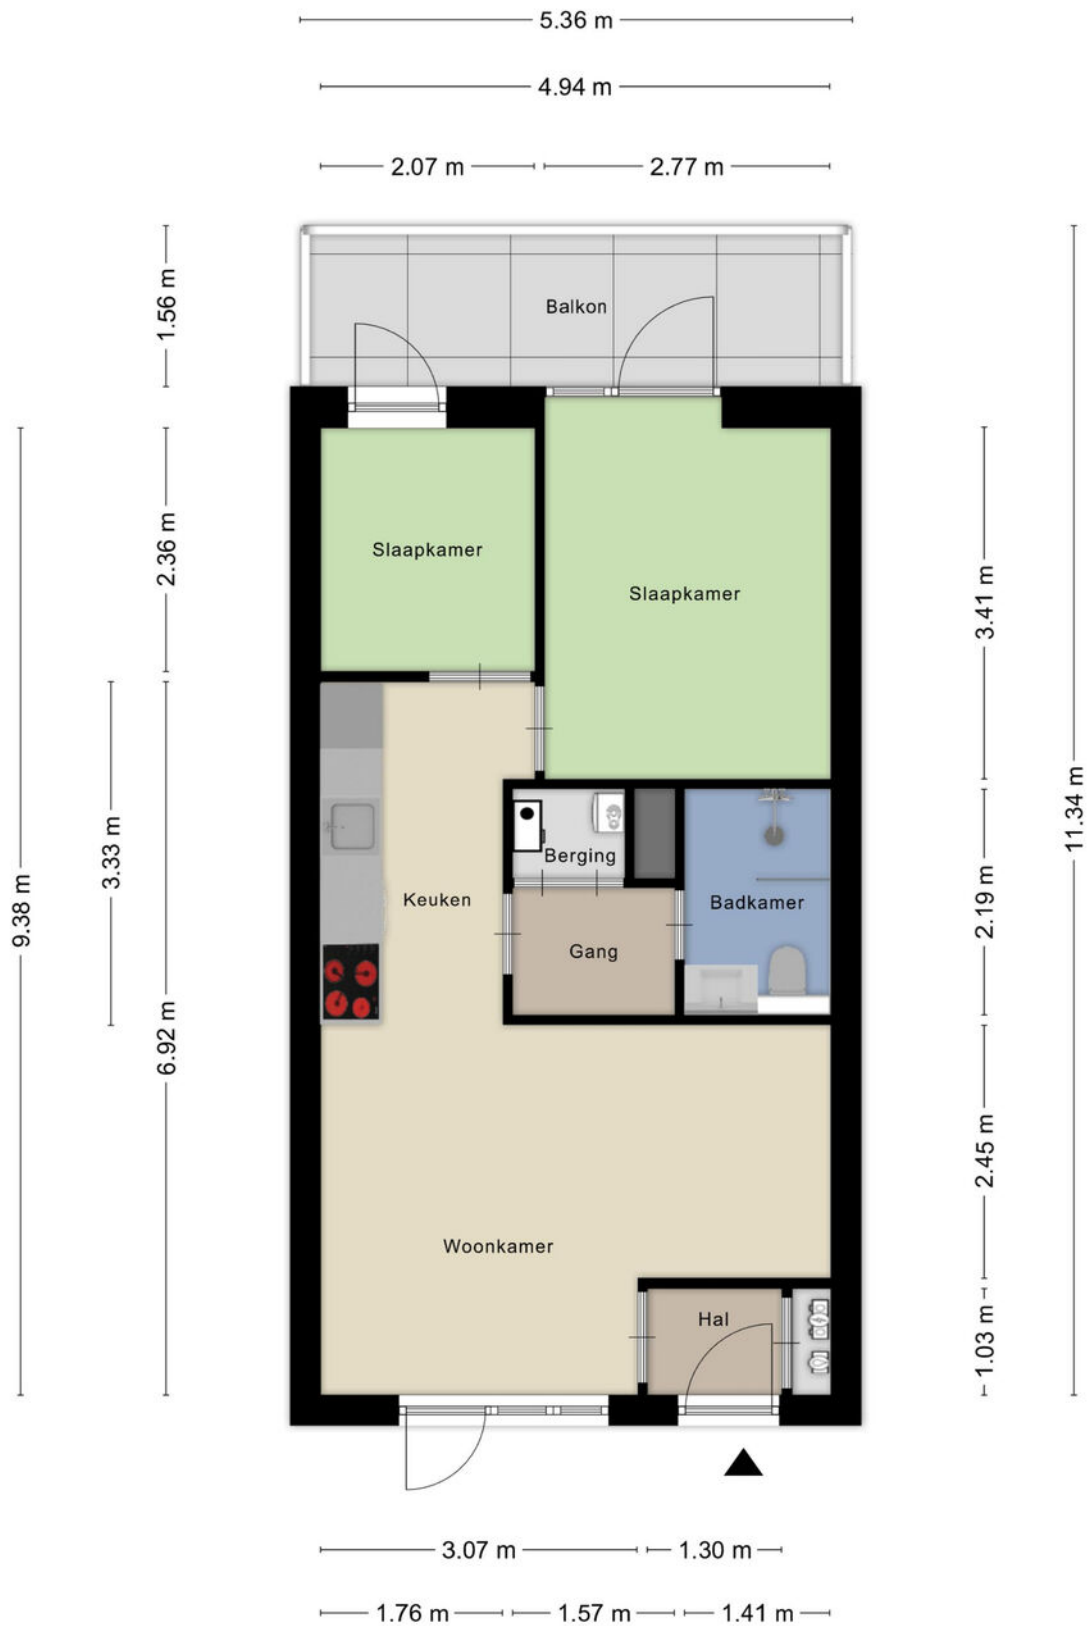 5.36 m
4.94 m
2.07 m
2.77 m
1.56 m
Balkon
2.36 m
Slaapkamer
Slaapkamer
3.41 m
11.34 m
9.38 m
3.33 m
6.92 m
Berging
Keuken
Badkamer
Gang
2.19 m
2.45 m
Woonkamer
Hal
1.03 m
3.07 m
1.30 m
1.76 m
1.57 m
1.41 m